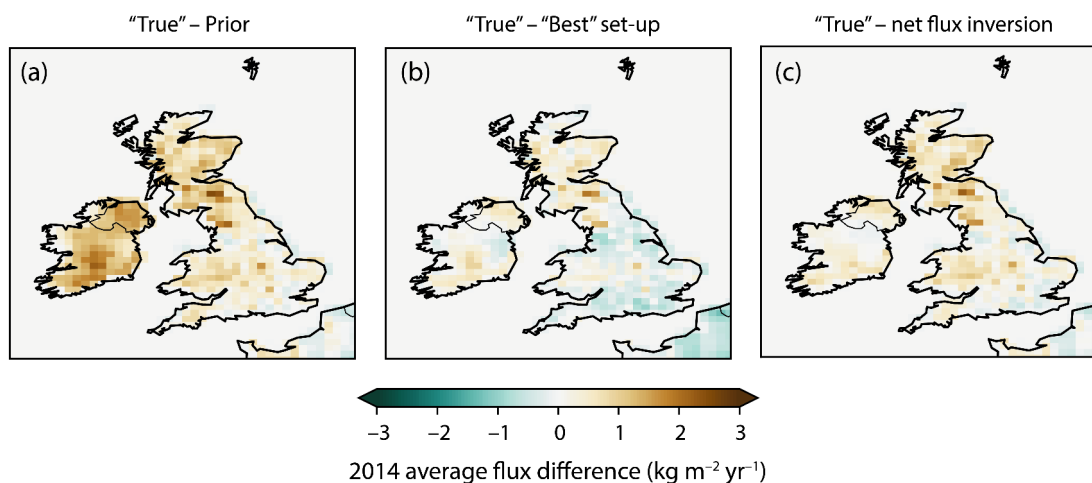 “True” – Prior
“True” – “Best” set-up
“True” – net flux inversion
(a)
(b)
(c)
–3 –2 –1 0 1 2 3
2014 average flux difference (kg m⁻² yr⁻¹)